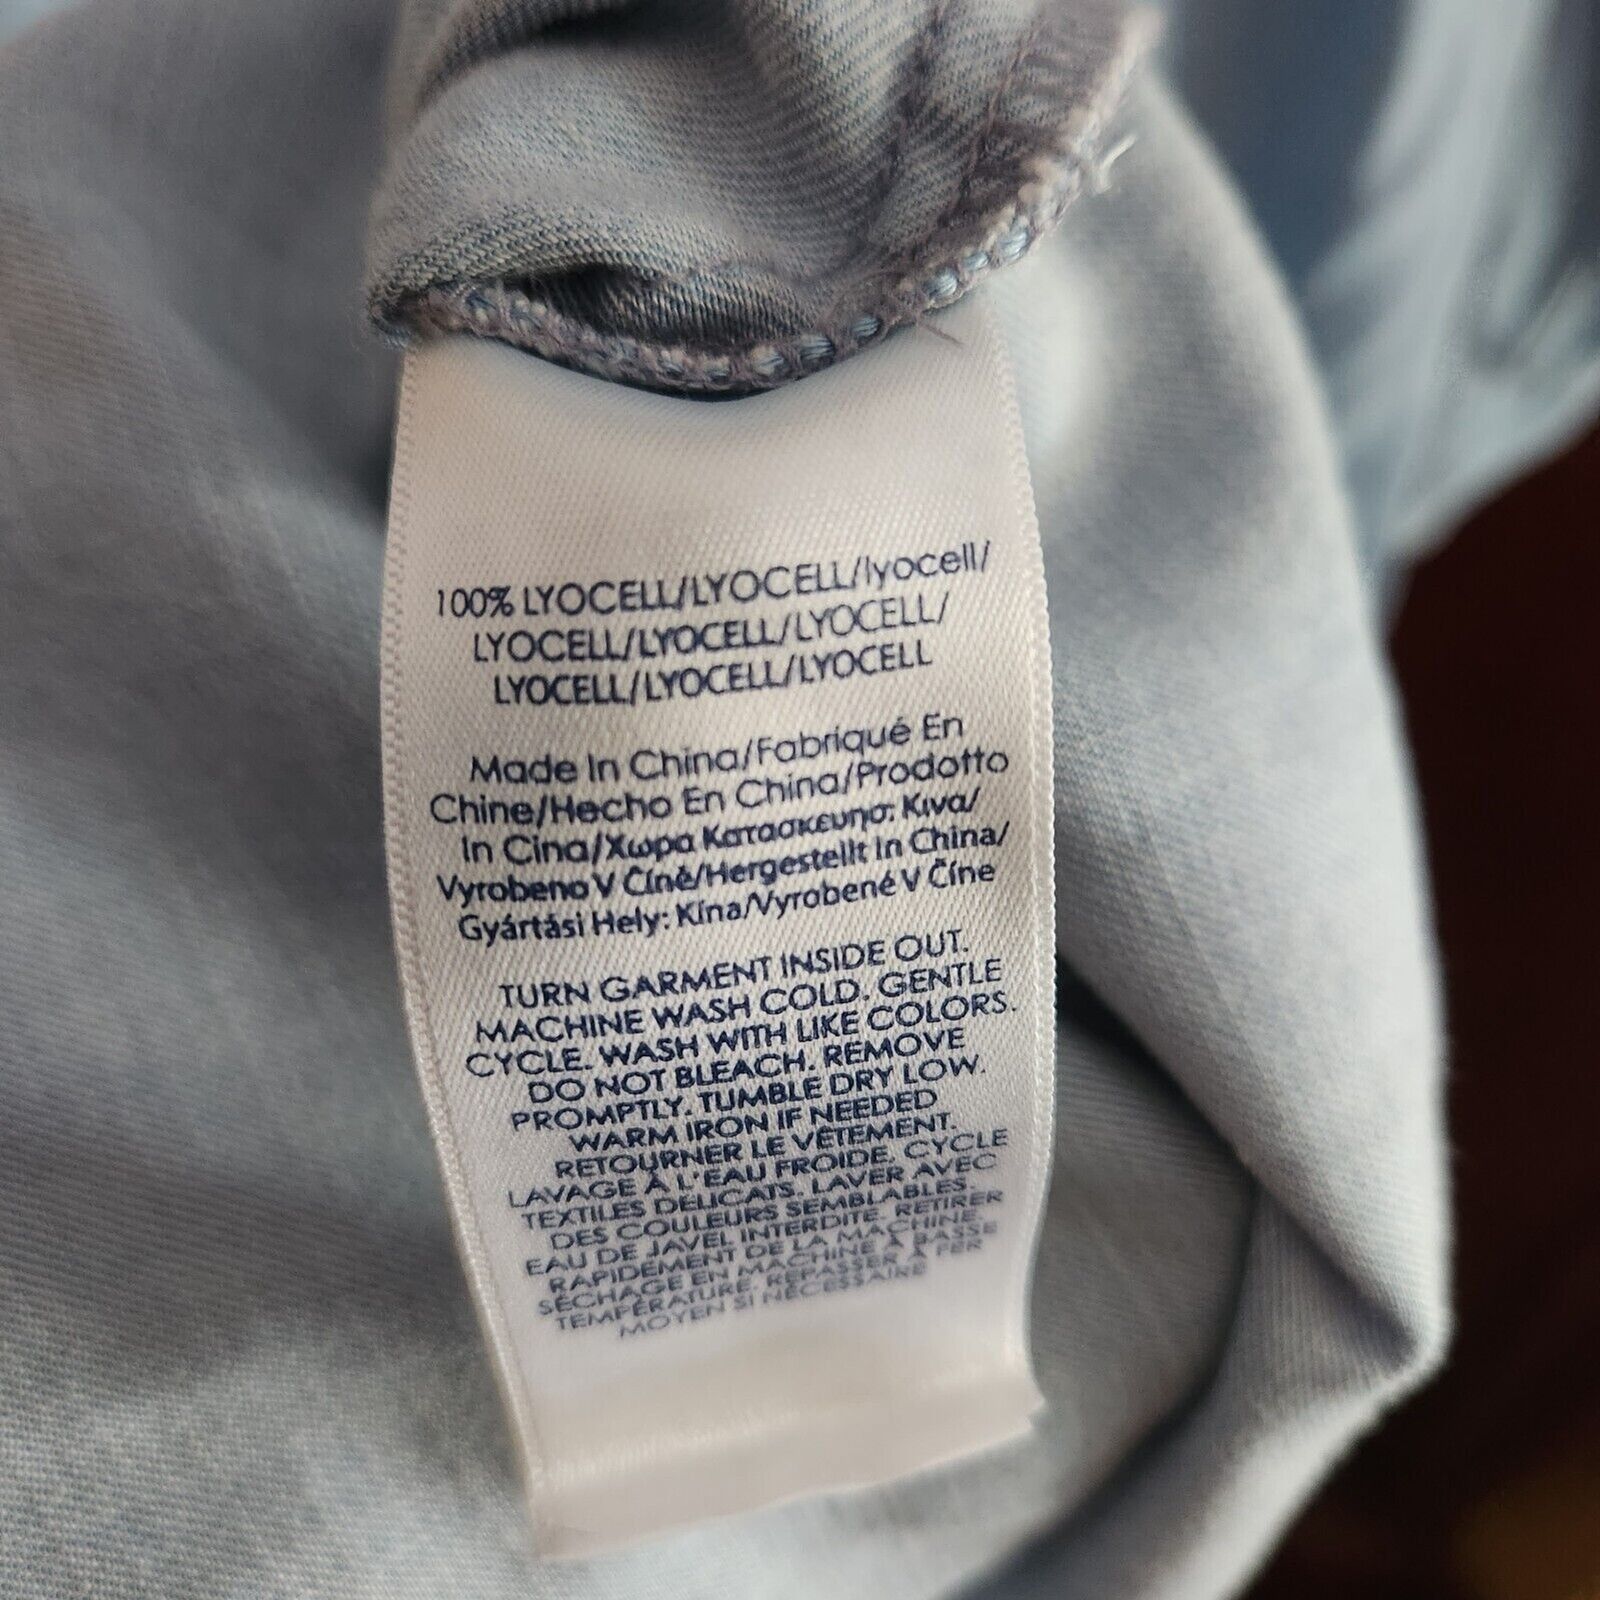 100% LYOCELL/LYOCELL/lyocell/
LYOCELL/LYOCELL/LYOCELL/
LYOCELL/LYOCELL/LYOCELL
Made In China/Fabriqué En
Chine/Hecho En China/Prodotto
In Cina/Χωρα Κατασκευησ: Κινα/
Vyrobeno V Číně/Hergestellt In China/
Gyártási Hely: Kína/Vyrobené V Číne
TURN GARMENT INSIDE OUT.
MACHINE WASH COLD. GENTLE
CYCLE. WASH WITH LIKE COLORS.
DO NOT BLEACH. REMOVE
PROMPTLY. TUMBLE DRY LOW.
WARM IRON IF NEEDED
RETOURNER LE VÊTEMENT.
LAVAGE À L'EAU FROIDE. CYCLE
TEXTILES DÉLICATS. LAVER AVEC
DES COULEURS SEMBLABLES.
EAU DE JAVEL INTERDITE. RETIRER
RAPIDEMENT DE LA MACHINE.
SÉCHAGE EN MACHINE À BASSE
TEMPÉRATURE. REPASSER À FER
MOYEN SI NÉCESSAIRE